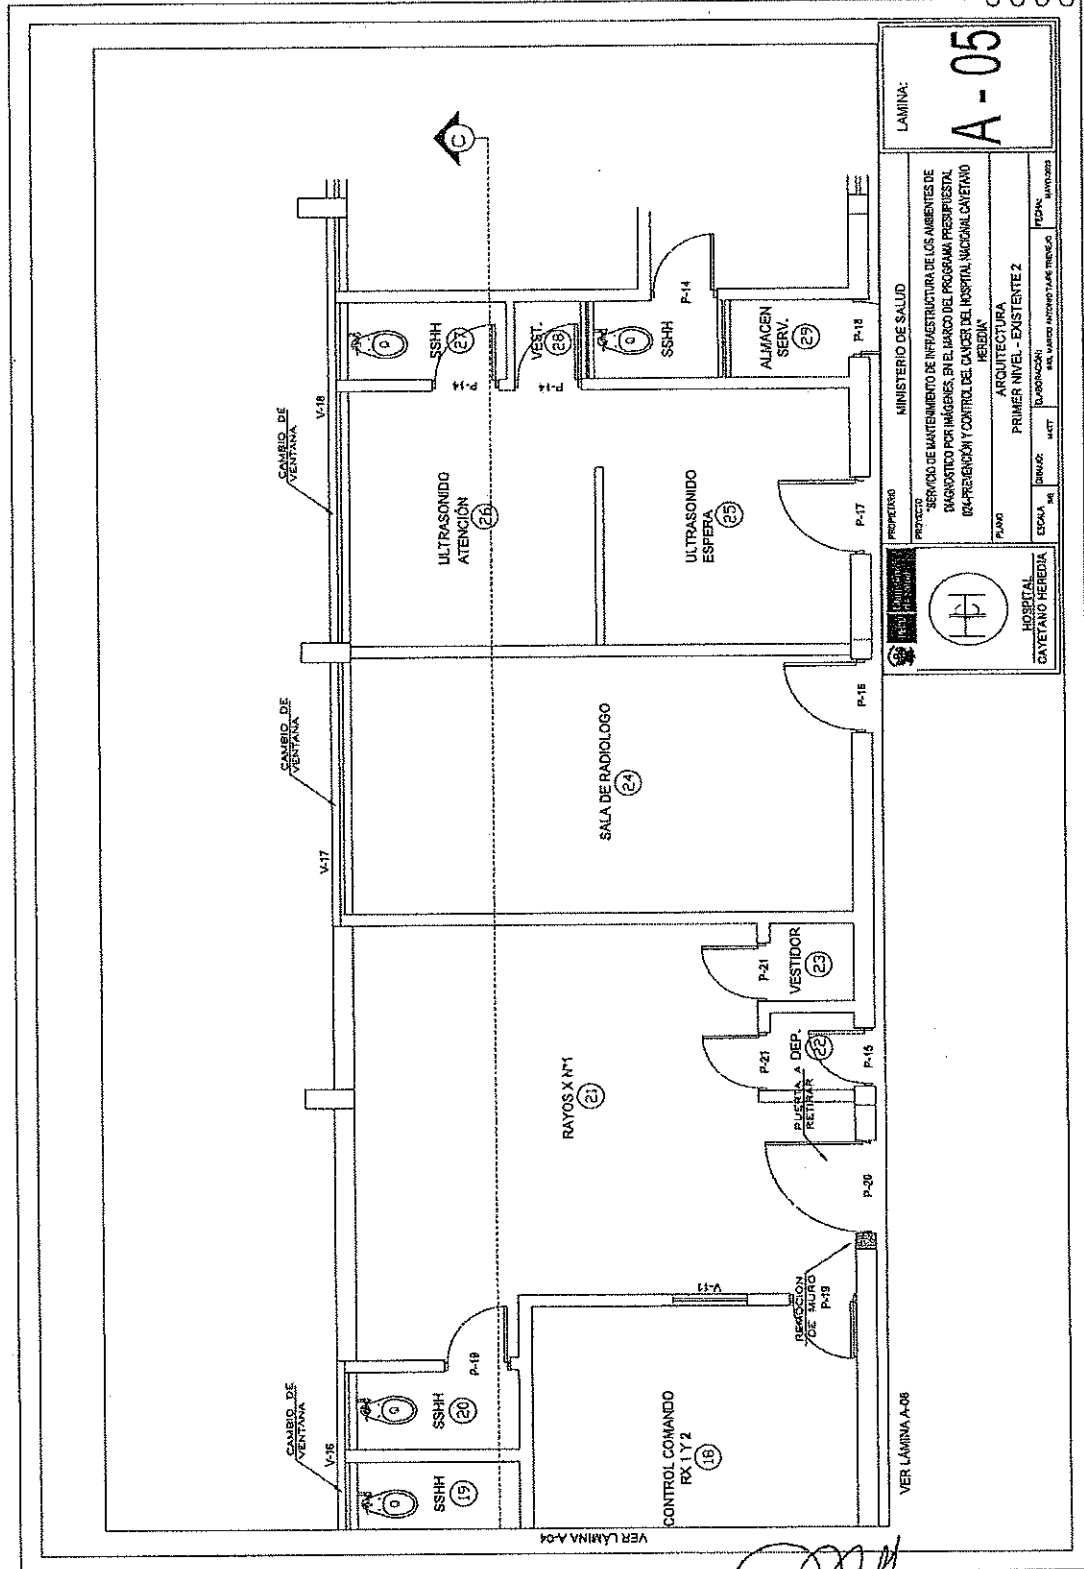 CAMBIO DE
VENTANA
V-16
CAMBIO DE
VENTANA
V-17
CAMBIO DE
VENTANA
V-18
SSHH
19
SSHH
20
P-19
CONTROL COMANDO
RX 1 Y 2
18
V-11
REMOCION
DE MURO
P-19
RAYOS X N°1
21
P-20
PUERTA A
RETIRAR
P-21
DEP.
22
P-15
P-21
VESTIDOR
23
SALA DE RADIOLOGO
24
P-16
ULTRASONIDO
ATENCIÓN
26
ULTRASONIDO
ESPERA
25
P-17
P-14
SSHH
27
P-14
VEST.
28
SSHH
P-14
ALMACEN
SERV.
29
P-18
C
VER LÁMINA A-04
VER LÁMINA A-08
HOSPITAL
CAYETANO HEREDIA
PROPIETARIO
MINISTERIO DE SALUD
PROYECTO
"SERVICIO DE MANTENIMIENTO DE INFRAESTRUCTURA DE LOS AMBIENTES DE
DIAGNOSTICO POR IMÁGENES, EN EL MARCO DEL PROGRAMA PRESUPUESTAL
024-PREVENCIÓN Y CONTROL DEL CANCER DEL HOSPITAL NACIONAL CAYETANO
HEREDIA"
PLANO
ARQUITECTURA
PRIMER NIVEL - EXISTENTE 2
ESCALA
DIBUJO:
MATT
ELABORACIÓN:
FECHA:
LAMINA:
A - 05